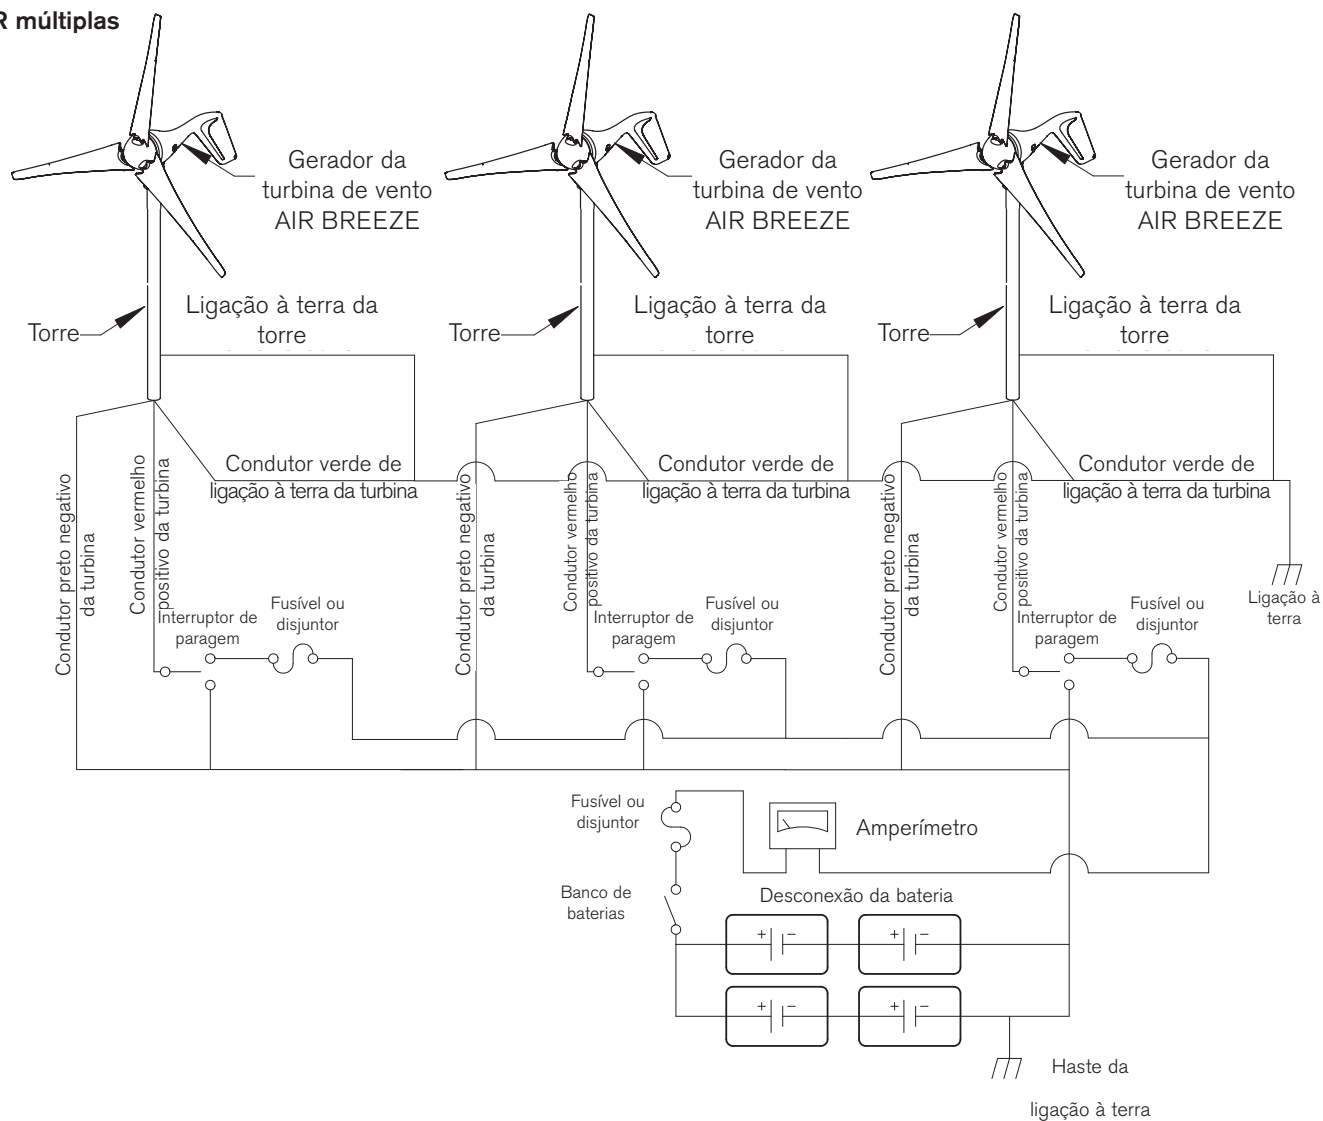 R múltiplas
Gerador da
turbina de vento
AIR BREEZE
Gerador da
turbina de vento
AIR BREEZE
Gerador da
turbina de vento
AIR BREEZE
Ligação à terra da
torre
Torre
Ligação à terra da
torre
Torre
Ligação à terra da
torre
Torre
Condutor verde de
ligação à terra da turbina
Condutor verde de
ligação à terra da turbina
Condutor verde de
ligação à terra da turbina
Condutor preto negativo
da turbina
Condutor vermelho
positivo da turbina
Condutor preto negativo
da turbina
Condutor vermelho
positivo da turbina
Condutor preto negativo
da turbina
Condutor vermelho
positivo da turbina
Interruptor de
paragem
Fusível ou
disjuntor
Interruptor de
paragem
Fusível ou
disjuntor
Interruptor de
paragem
Fusível ou
disjuntor
Ligação à
terra
Fusível ou
disjuntor
Amperímetro
Banco de
baterias
Desconexão da bateria
+ −
+ −
+ −
+ −
Haste da
ligação à terra